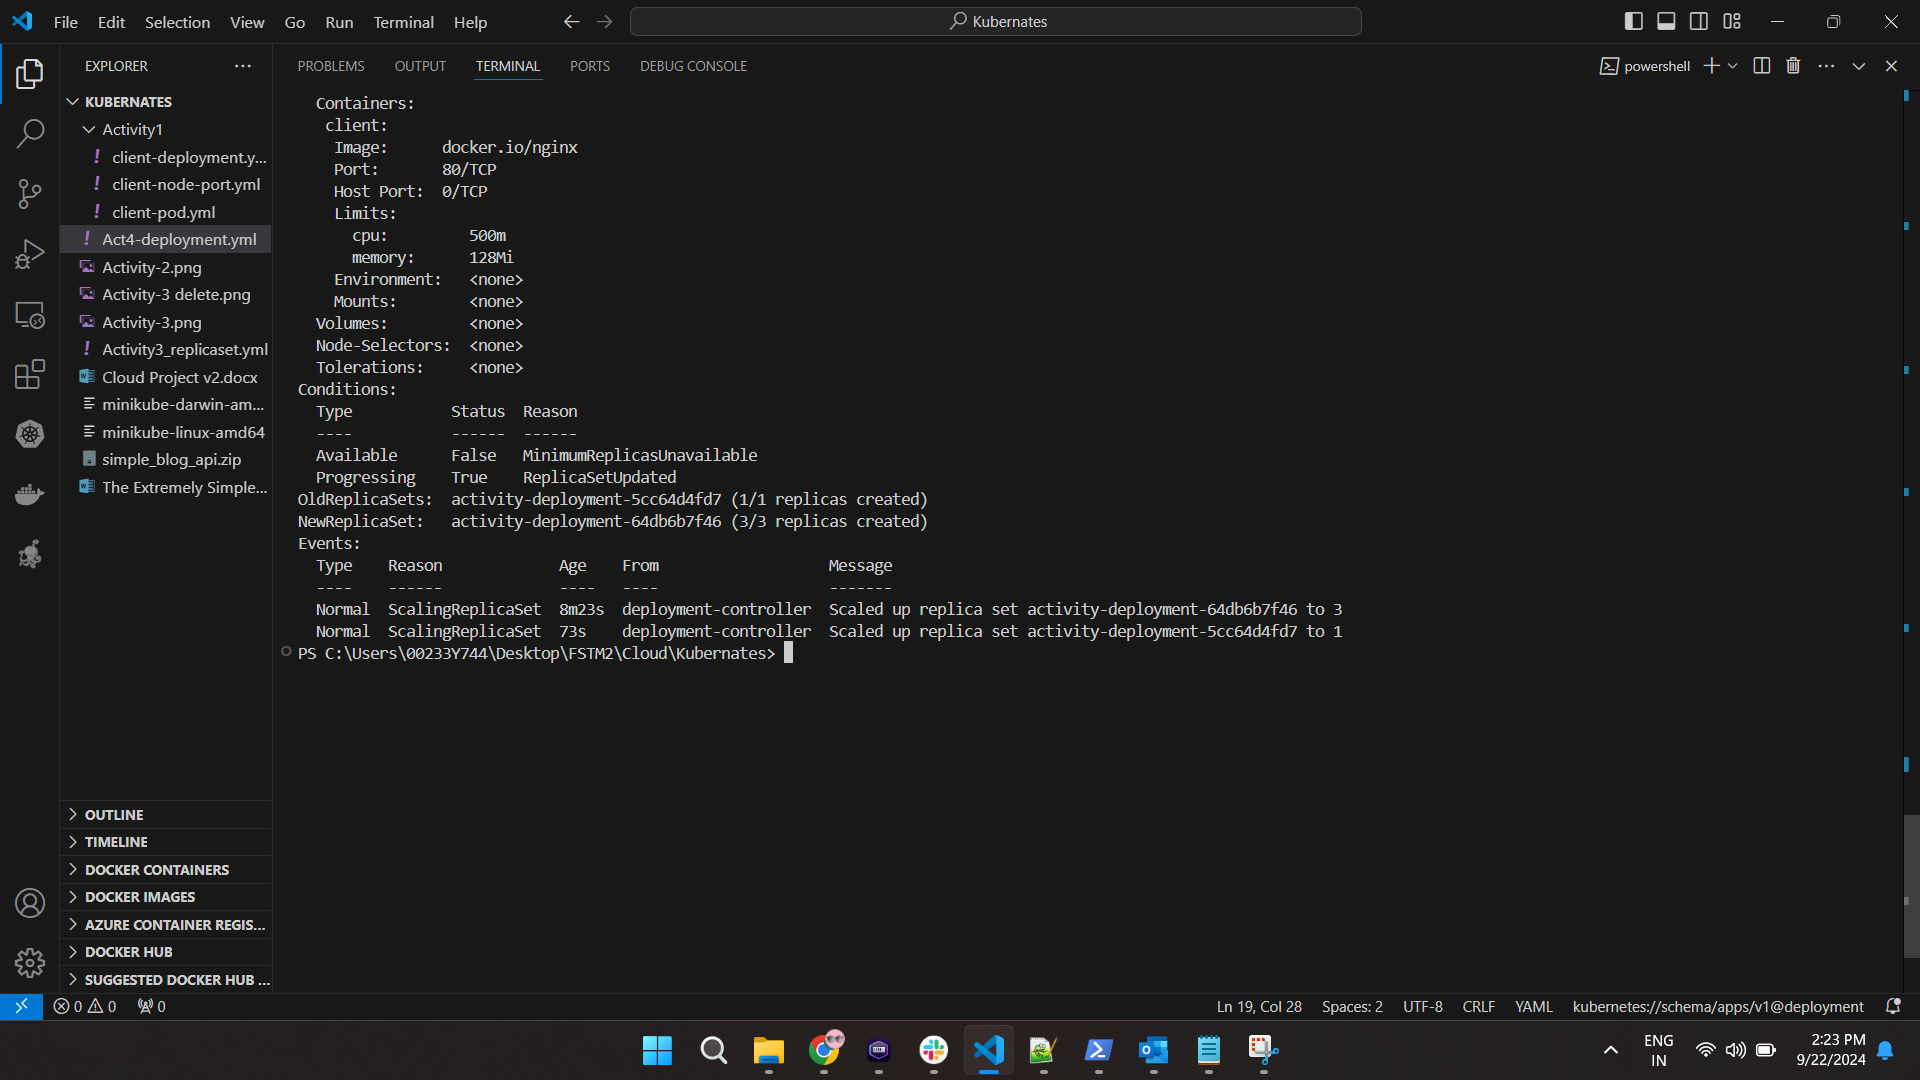 File Edit Selection View Go Run Terminal Help
Kubernates
EXPLORER
KUBERNATES
Activity1
client-deployment.y...
client-node-port.yml
client-pod.yml
Act4-deployment.yml
Activity-2.png
Activity-3 delete.png
Activity-3.png
Activity3_replicaset.yml
Cloud Project v2.docx
minikube-darwin-am...
minikube-linux-amd64
simple_blog_api.zip
The Extremely Simple...
OUTLINE
TIMELINE
DOCKER CONTAINERS
DOCKER IMAGES
AZURE CONTAINER REGIS...
DOCKER HUB
SUGGESTED DOCKER HUB ...
PROBLEMS OUTPUT TERMINAL PORTS DEBUG CONSOLE
powershell
Containers:
client:
Image: docker.io/nginx
Port: 80/TCP
Host Port: 0/TCP
Limits:
cpu: 500m
memory: 128Mi
Environment: <none>
Mounts: <none>
Volumes: <none>
Node-Selectors: <none>
Tolerations: <none>
Conditions:
Type Status Reason
---- ------ ------
Available False MinimumReplicasUnavailable
Progressing True ReplicaSetUpdated
OldReplicaSets: activity-deployment-5cc64d4fd7 (1/1 replicas created)
NewReplicaSet: activity-deployment-64db6b7f46 (3/3 replicas created)
Events:
Type Reason Age From Message
---- ------ ---- ---- -------
Normal ScalingReplicaSet 8m23s deployment-controller Scaled up replica set activity-deployment-64db6b7f46 to 3
Normal ScalingReplicaSet 73s deployment-controller Scaled up replica set activity-deployment-5cc64d4fd7 to 1
PS C:\Users\00233Y744\Desktop\FSTM2\Cloud\Kubernates>
0 0 0
Ln 19, Col 28 Spaces: 2 UTF-8 CRLF YAML kubernetes://schema/apps/v1@deployment
ENG
IN
2:23 PM
9/22/2024